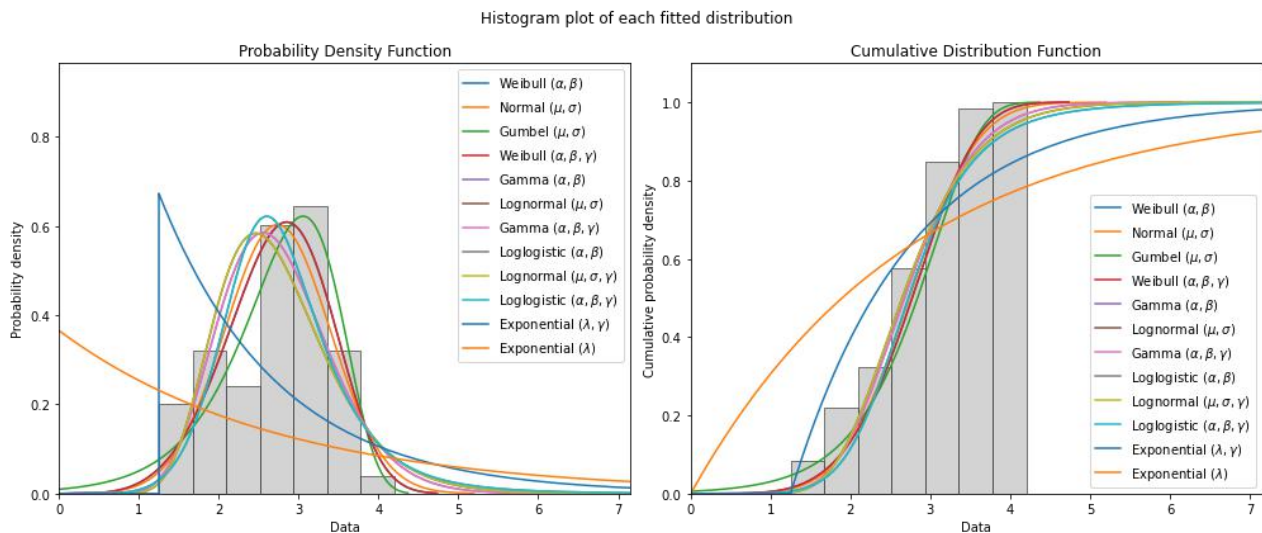 Histogram plot of each fitted distribution
Probability Density Function
Probability density
0.8
0.6
0.4
0.2
0.0
0 1 2 3 4 5 6 7
Data
Weibull (α, β)
Normal (μ, σ)
Gumbel (μ, σ)
Weibull (α, β, γ)
Gamma (α, β)
Lognormal (μ, σ)
Gamma (α, β, γ)
Loglogistic (α, β)
Lognormal (μ, σ, γ)
Loglogistic (α, β, γ)
Exponential (λ, γ)
Exponential (λ)
Cumulative Distribution Function
Cumulative probability density
1.0
0.8
0.6
0.4
0.2
0.0
0 1 2 3 4 5 6 7
Data
Weibull (α, β)
Normal (μ, σ)
Gumbel (μ, σ)
Weibull (α, β, γ)
Gamma (α, β)
Lognormal (μ, σ)
Gamma (α, β, γ)
Loglogistic (α, β)
Lognormal (μ, σ, γ)
Loglogistic (α, β, γ)
Exponential (λ, γ)
Exponential (λ)